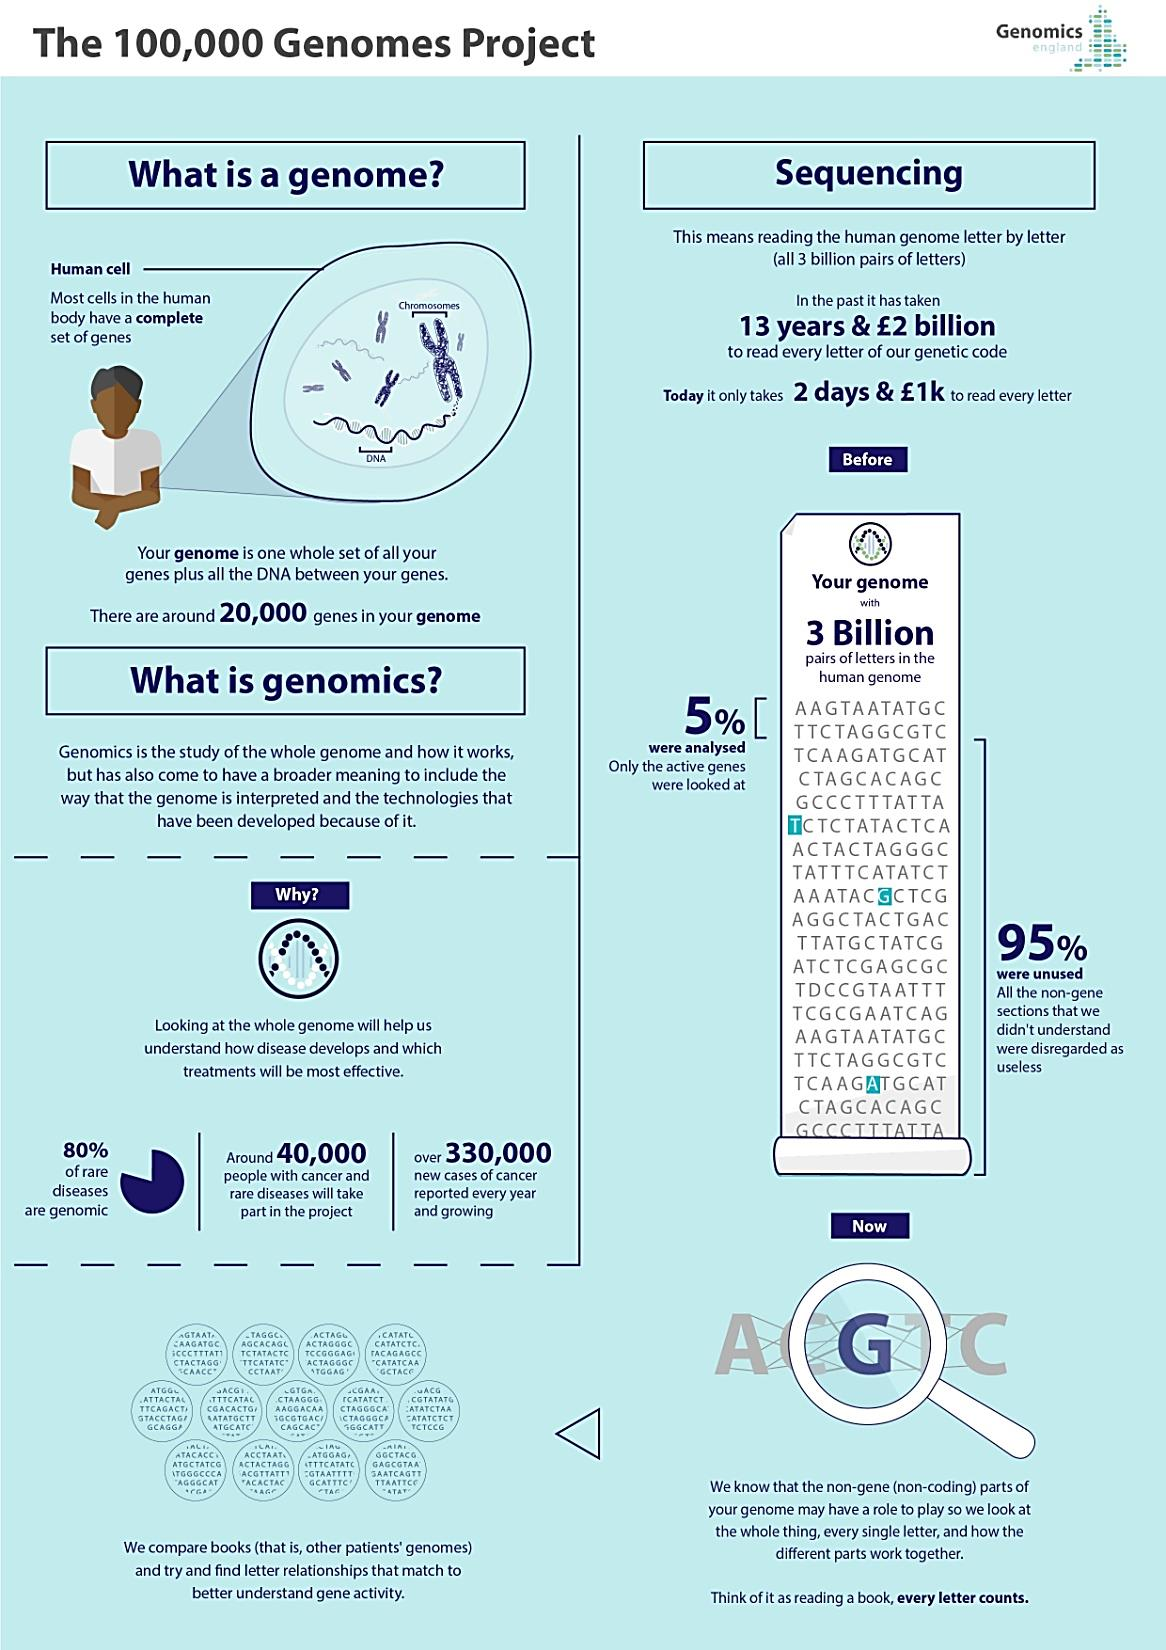 The 100,000 Genomes Project
Genomics
england
What is a genome?
Human cell
Most cells in the human
body have a complete
set of genes
Chromosomes
DNA
Your genome is one whole set of all your
genes plus all the DNA between your genes.
There are around 20,000 genes in your genome
What is genomics?
Genomics is the study of the whole genome and how it works,
but has also come to have a broader meaning to include the
way that the genome is interpreted and the technologies that
have been developed because of it.
Why?
Looking at the whole genome will help us
understand how disease develops and which
treatments will be most effective.
80%
of rare
diseases
are genomic
Around 40,000
people with cancer and
rare diseases will take
part in the project
over 330,000
new cases of cancer
reported every year
and growing
Sequencing
This means reading the human genome letter by letter
(all 3 billion pairs of letters)
In the past it has taken
13 years & £2 billion
to read every letter of our genetic code
Today it only takes 2 days & £1k to read every letter
Before
Your genome
with
3 Billion
pairs of letters in the
human genome
AAGTAATATGC
TTCTAGGCGTC
TCAAGATGCAT
CTAGCACAGC
GCCCTTTATTA
TCTCTATACTCA
ACTACTAGGGC
TATTTCATATCT
AAATACGCTCG
AGGCTACTGAC
TTATGCTATCG
ATCTCGAGCGC
TDCCGTAATTT
TCGCGAATCAG
AAGTAATATGC
TTCTAGGCGTC
TCAAGATGCAT
CTAGCACAGC
GCCCTTTATTA
5%
were analysed
Only the active genes
were looked at
95%
were unused
All the non-gene
sections that we
didn't understand
were disregarded as
useless
Now
ACGTC
We know that the non-gene (non-coding) parts of
your genome may have a role to play so we look at
the whole thing, every single letter, and how the
different parts work together.
Think of it as reading a book, every letter counts.
We compare books (that is, other patients' genomes)
and try and find letter relationships that match to
better understand gene activity.